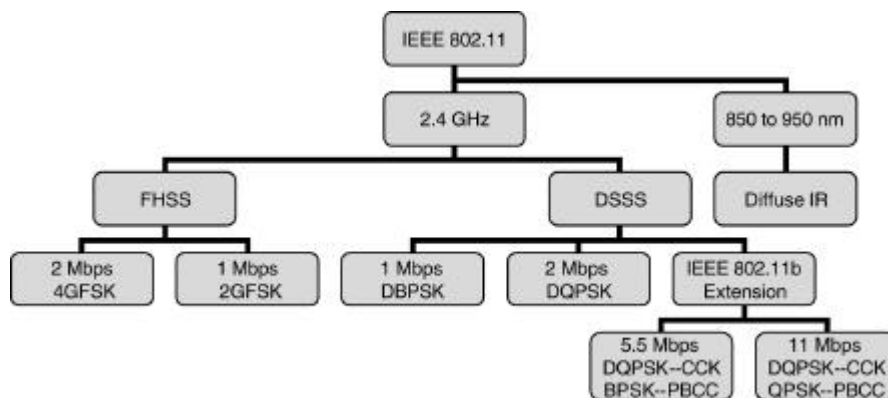 IEEE 802.11
2.4 GHz
850 to 950 nm
FHSS
DSSS
Diffuse IR
2 Mbps
4GFSK
1 Mbps
2GFSK
1 Mbps
DBPSK
2 Mbps
DQPSK
IEEE 802.11b
Extension
5.5 Mbps
DQPSK--CCK
BPSK--PBCC
11 Mbps
DQPSK--CCK
QPSK--PBCC